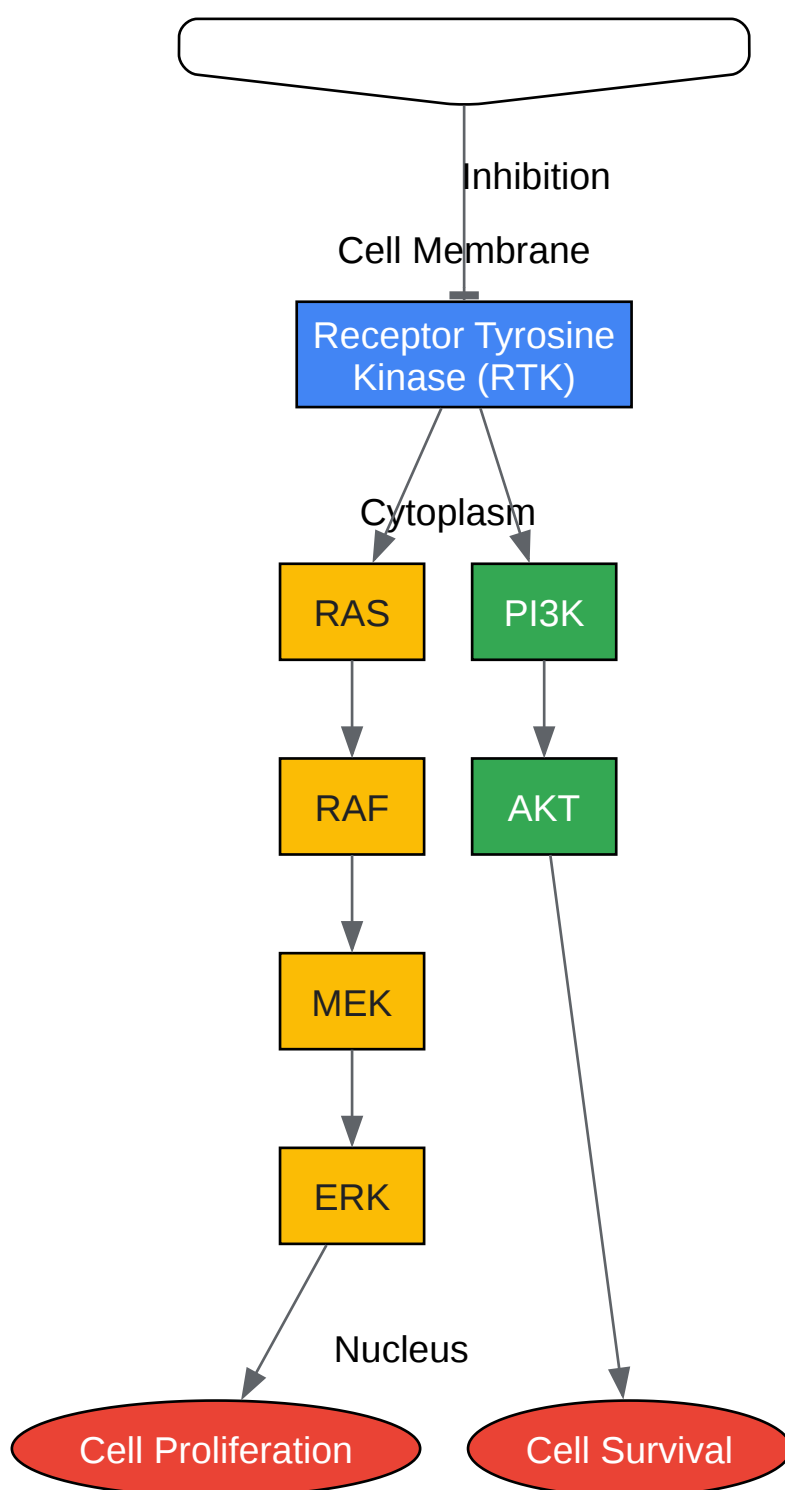 Inhibition
Cell Membrane
Receptor Tyrosine
Kinase (RTK)
Cytoplasm
RAS
PI3K
RAF
AKT
MEK
ERK
Nucleus
Cell Proliferation
Cell Survival